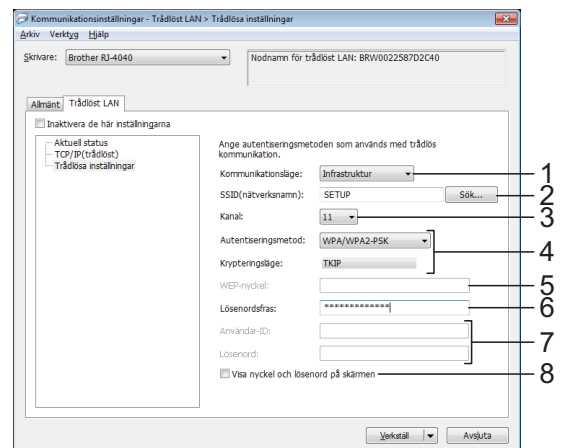 Kommunikationsinställningar - Trådlöst LAN > Trådlösa inställningar
Arkiv Verktyg Hjälp
Skrivare: Brother RJ-4040
Nodnamn för trådlöst LAN: BRW0022587D2C40
Allmänt Trådlöst LAN
Inaktivera de här inställningarna
Aktuell status
TCP/IP(trådlöst)
Trådlösa inställningar
Ange autentiseringsmetoden som används med trådlös
kommunikation.
Kommunikationsläge: Infrastruktur 1
SSID(nätverksnamn): SETUP Sök... 2
Kanal: 11 3
Autentiseringsmetod: WPA/WPA2-PSK 4
Krypteringsläge: TKIP
WEP-nyckel: 5
Lösenordsfras: ************* 6
Användar-ID: 7
Lösenord:
Visa nyckel och lösenord på skärmen 8
Verkställ Avsluta